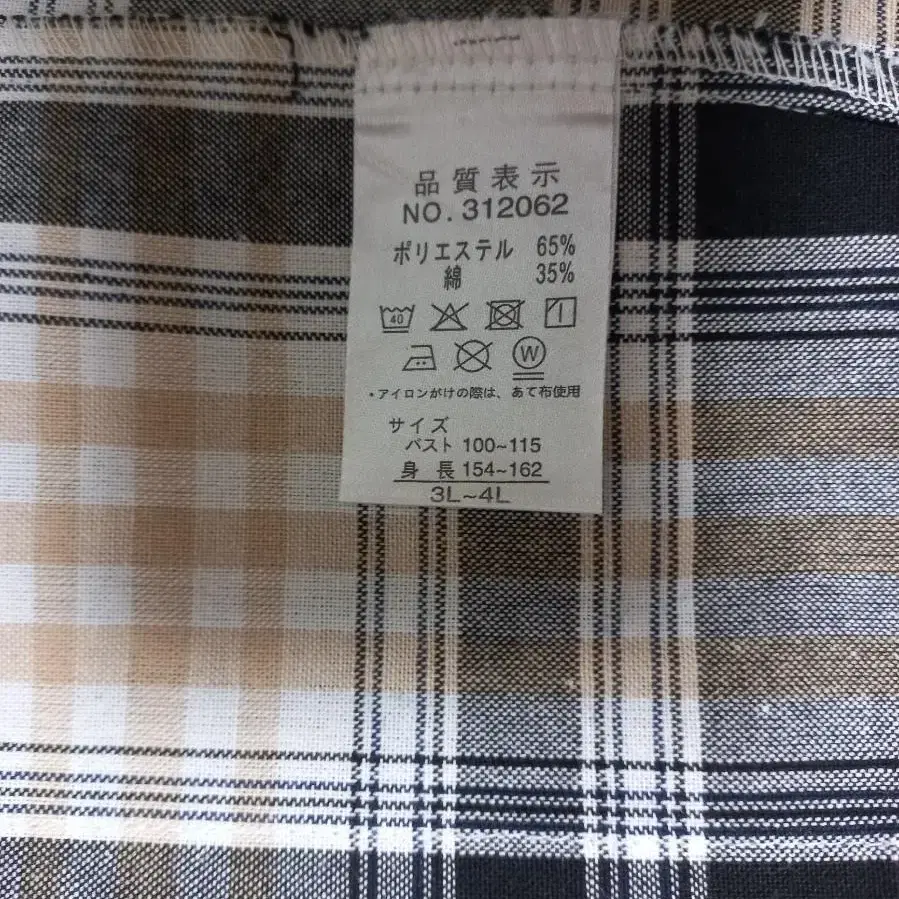 品質表示
NO.312062
ポリエステル 65%
綿 35%
40
W
・アイロンがけの際は、あて布使用
サイズ
バスト 100~115
身長 154~162
3L~4L